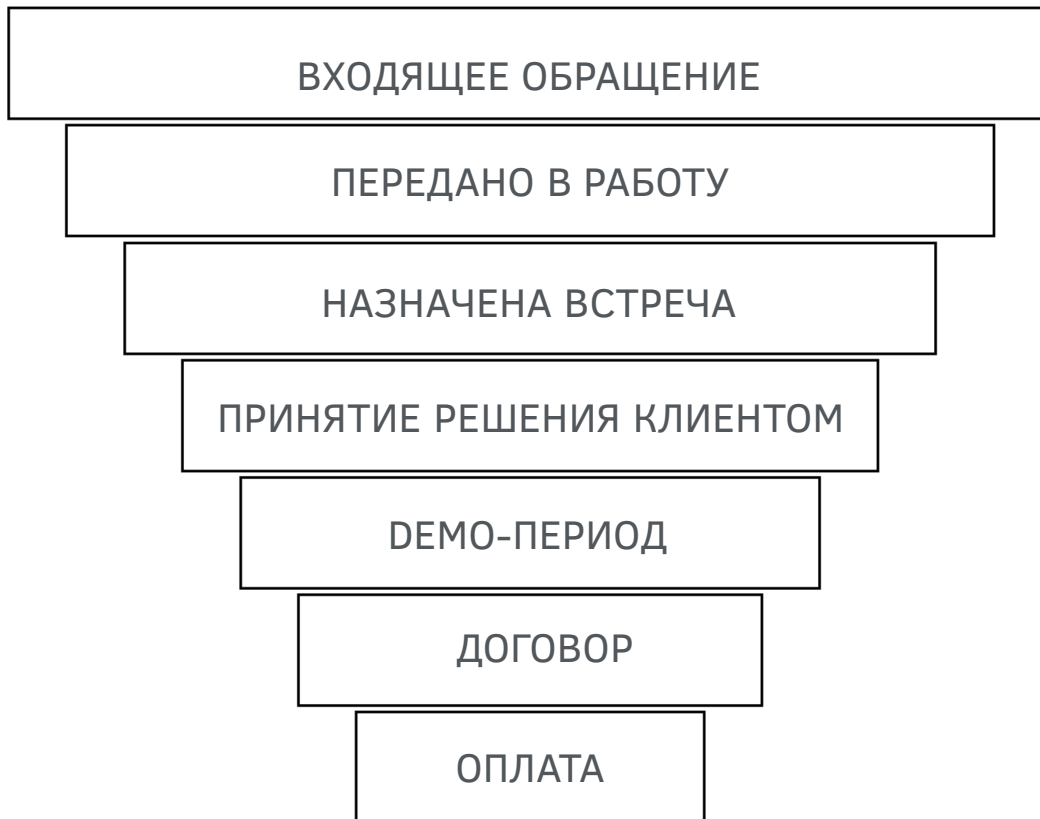 ВХОДЯЩЕЕ ОБРАЩЕНИЕ
ПЕРЕДАНО В РАБОТУ
НАЗНАЧЕНА ВСТРЕЧА
ПРИНЯТИЕ РЕШЕНИЯ КЛИЕНТОМ
DEMO-ПЕРИОД
ДОГОВОР
ОПЛАТА